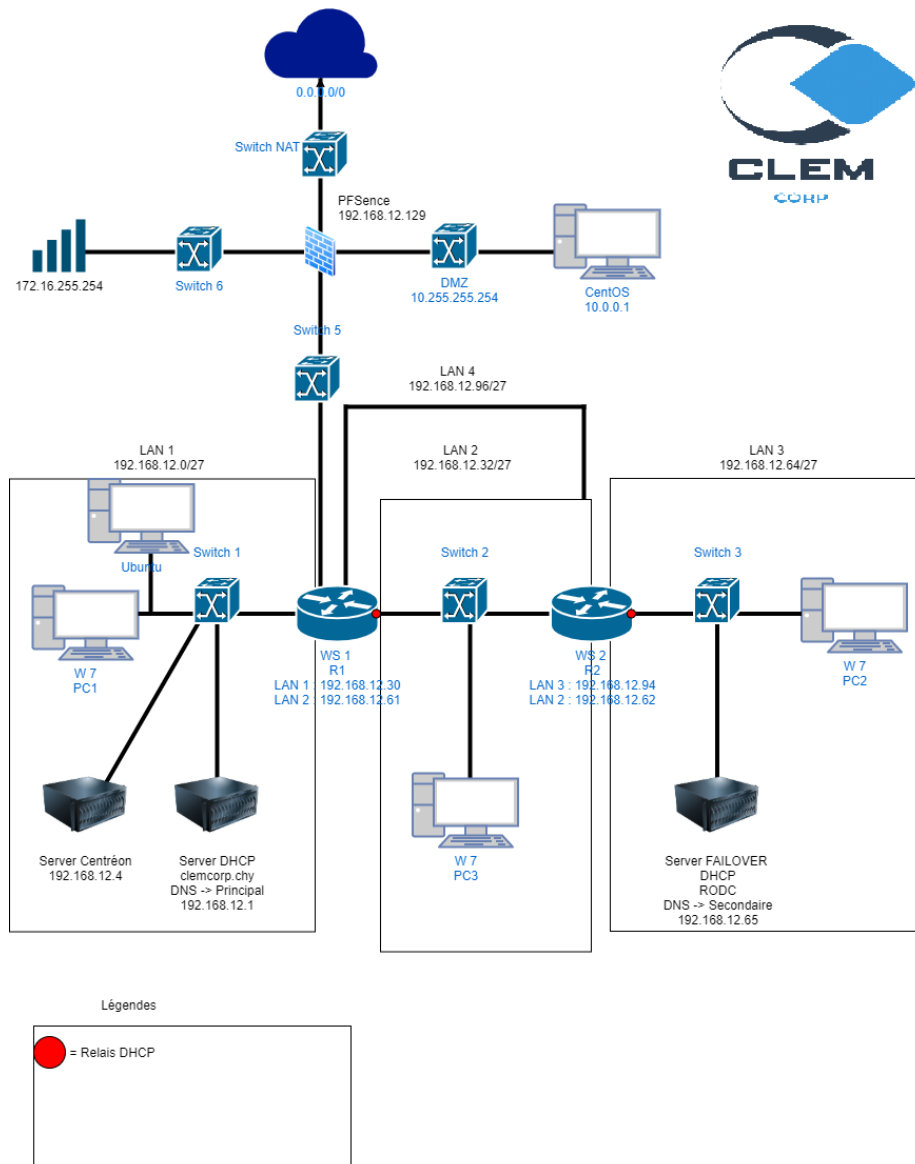 0.0.0.0/0
CLEM
CORP
Switch NAT
PFSence
192.168.12.129
172.16.255.254
Switch 6
DMZ
10.255.255.254
CentOS
10.0.0.1
Switch 5
LAN 4
192.168.12.96/27
LAN 1
192.168.12.0/27
LAN 2
192.168.12.32/27
LAN 3
192.168.12.64/27
Ubuntu
Switch 1
Switch 2
Switch 3
W 7
PC1
WS 1
R1
LAN 1 : 192.168.12.30
LAN 2 : 192.168.12.61
WS 2
R2
LAN 3 : 192.168.12.94
LAN 2 : 192.168.12.62
W 7
PC2
Server Centréon
192.168.12.4
Server DHCP
clemcorp.chy
DNS -> Principal
192.168.12.1
W 7
PC3
Server FAILOVER
DHCP
RODC
DNS -> Secondaire
192.168.12.65
Légendes
= Relais DHCP